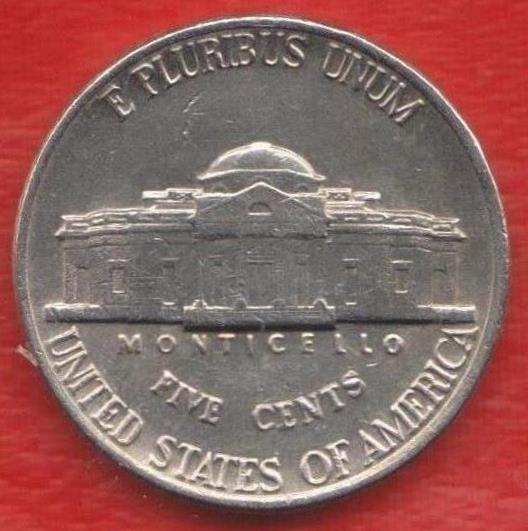 E PLURIBUS UNUM
MONTICELLO
FIVE CENTS
UNITED STATES OF AMERICA